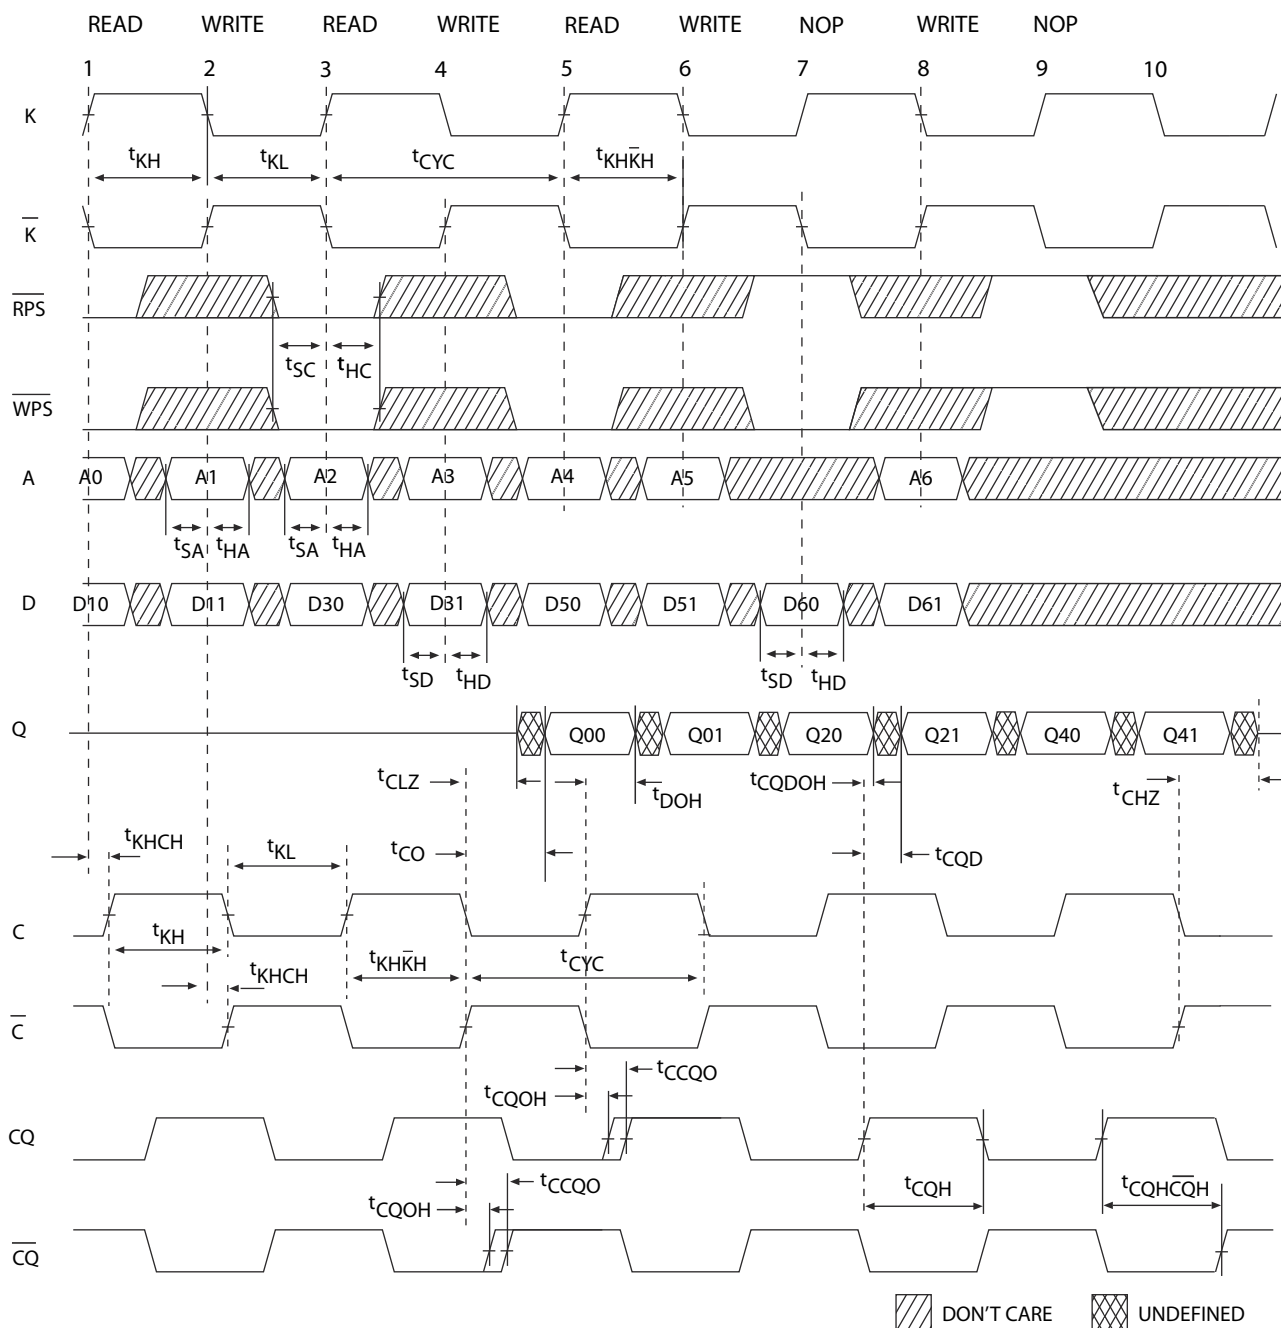 READ WRITE READ WRITE READ WRITE NOP WRITE NOP
1 2 3 4 5 6 7 8 9 10
K
tKH tKL tCYC tKHK̅H
K̅
R̅P̅S̅
tSC tHC
W̅P̅S̅
A A0 A1 A2 A3 A4 A5 A6
tSA tHA tSA tHA
D D10 D11 D30 D31 D50 D51 D60 D61
tSD tHD tSD tHD
Q Q00 Q01 Q20 Q21 Q40 Q41
tCLZ tDOH tCQDOH tCHZ
tKHCH tKL tCO tCQD
C
tKH tKHK̅H tCYC
tKHCH
C̅
tCCQO
tCQOH
CQ
tCCQO tCQH tCQHC̅Q̅H
tCQOH
C̅Q̅
DON'T CARE UNDEFINED